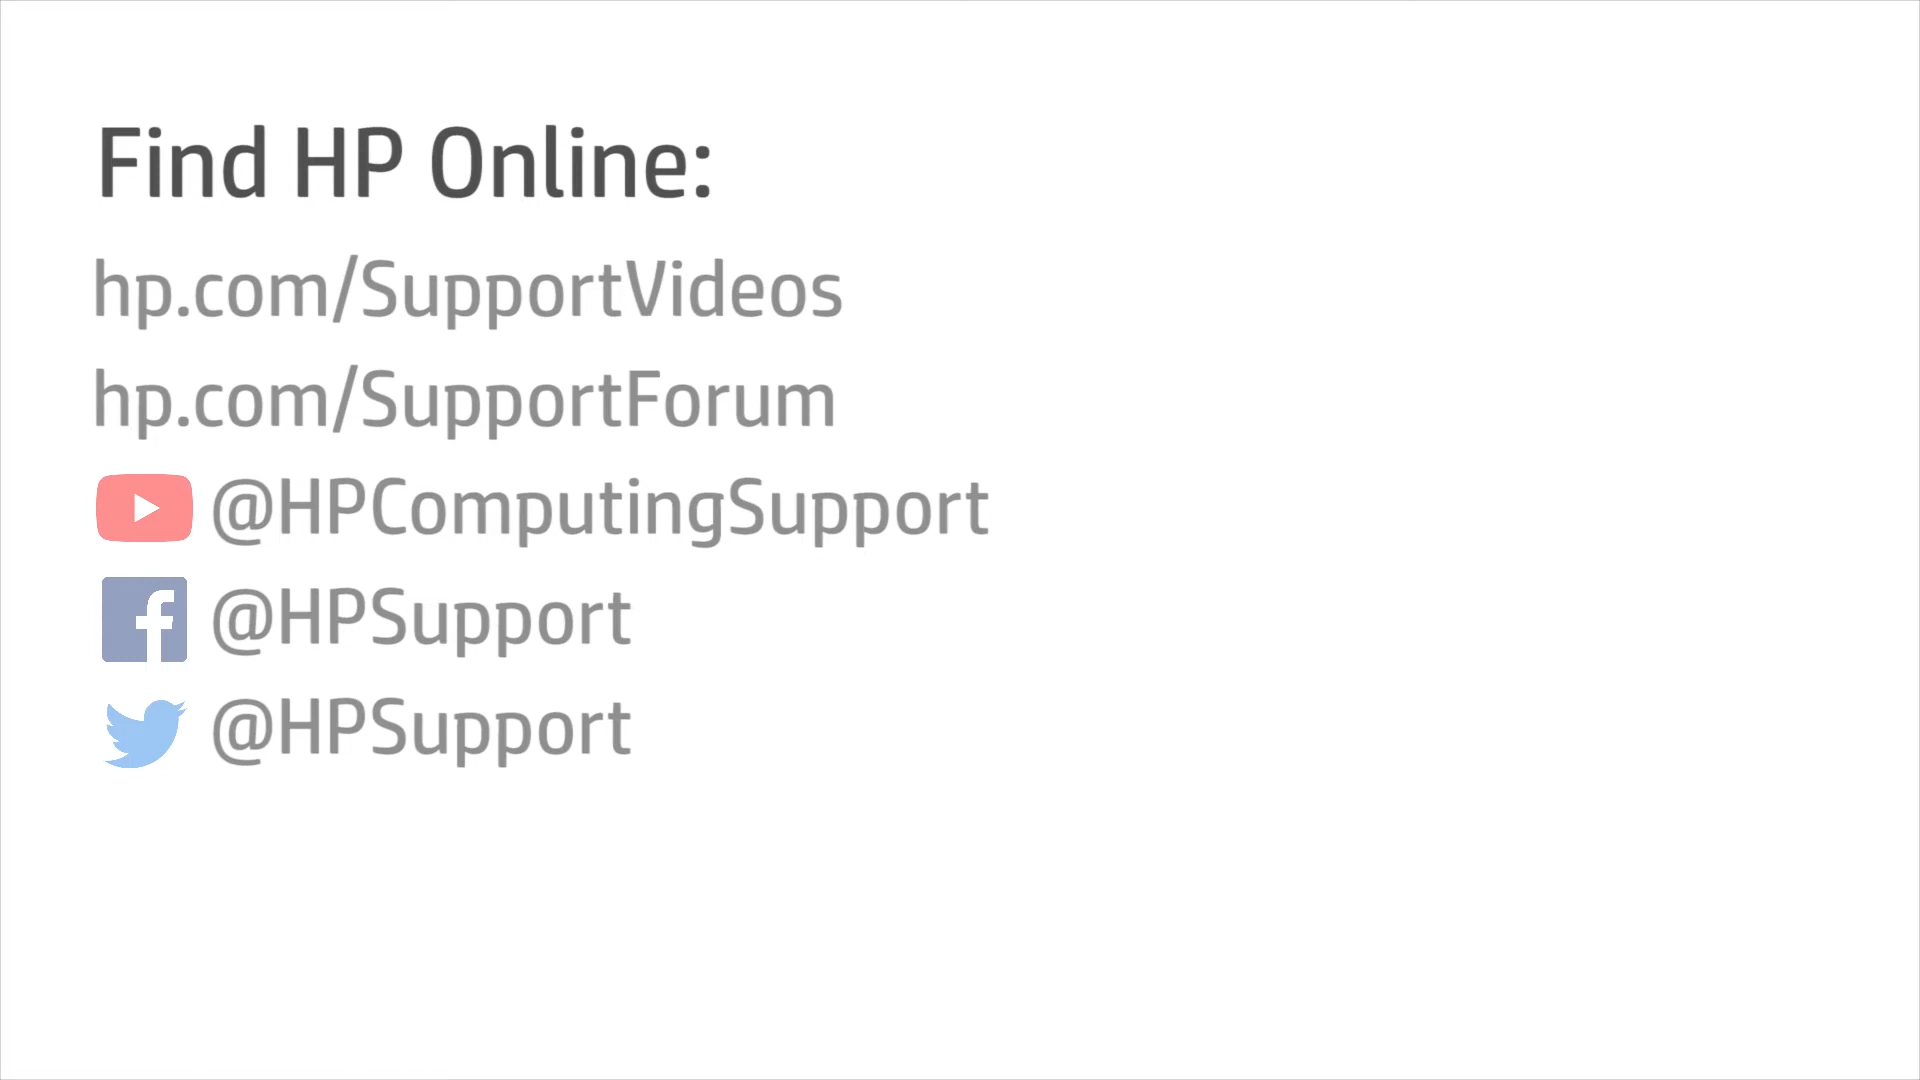 Find HP Online:
hp.com/SupportVideos
hp.com/SupportForum
@HPComputingSupport
@HPSupport
@HPSupport